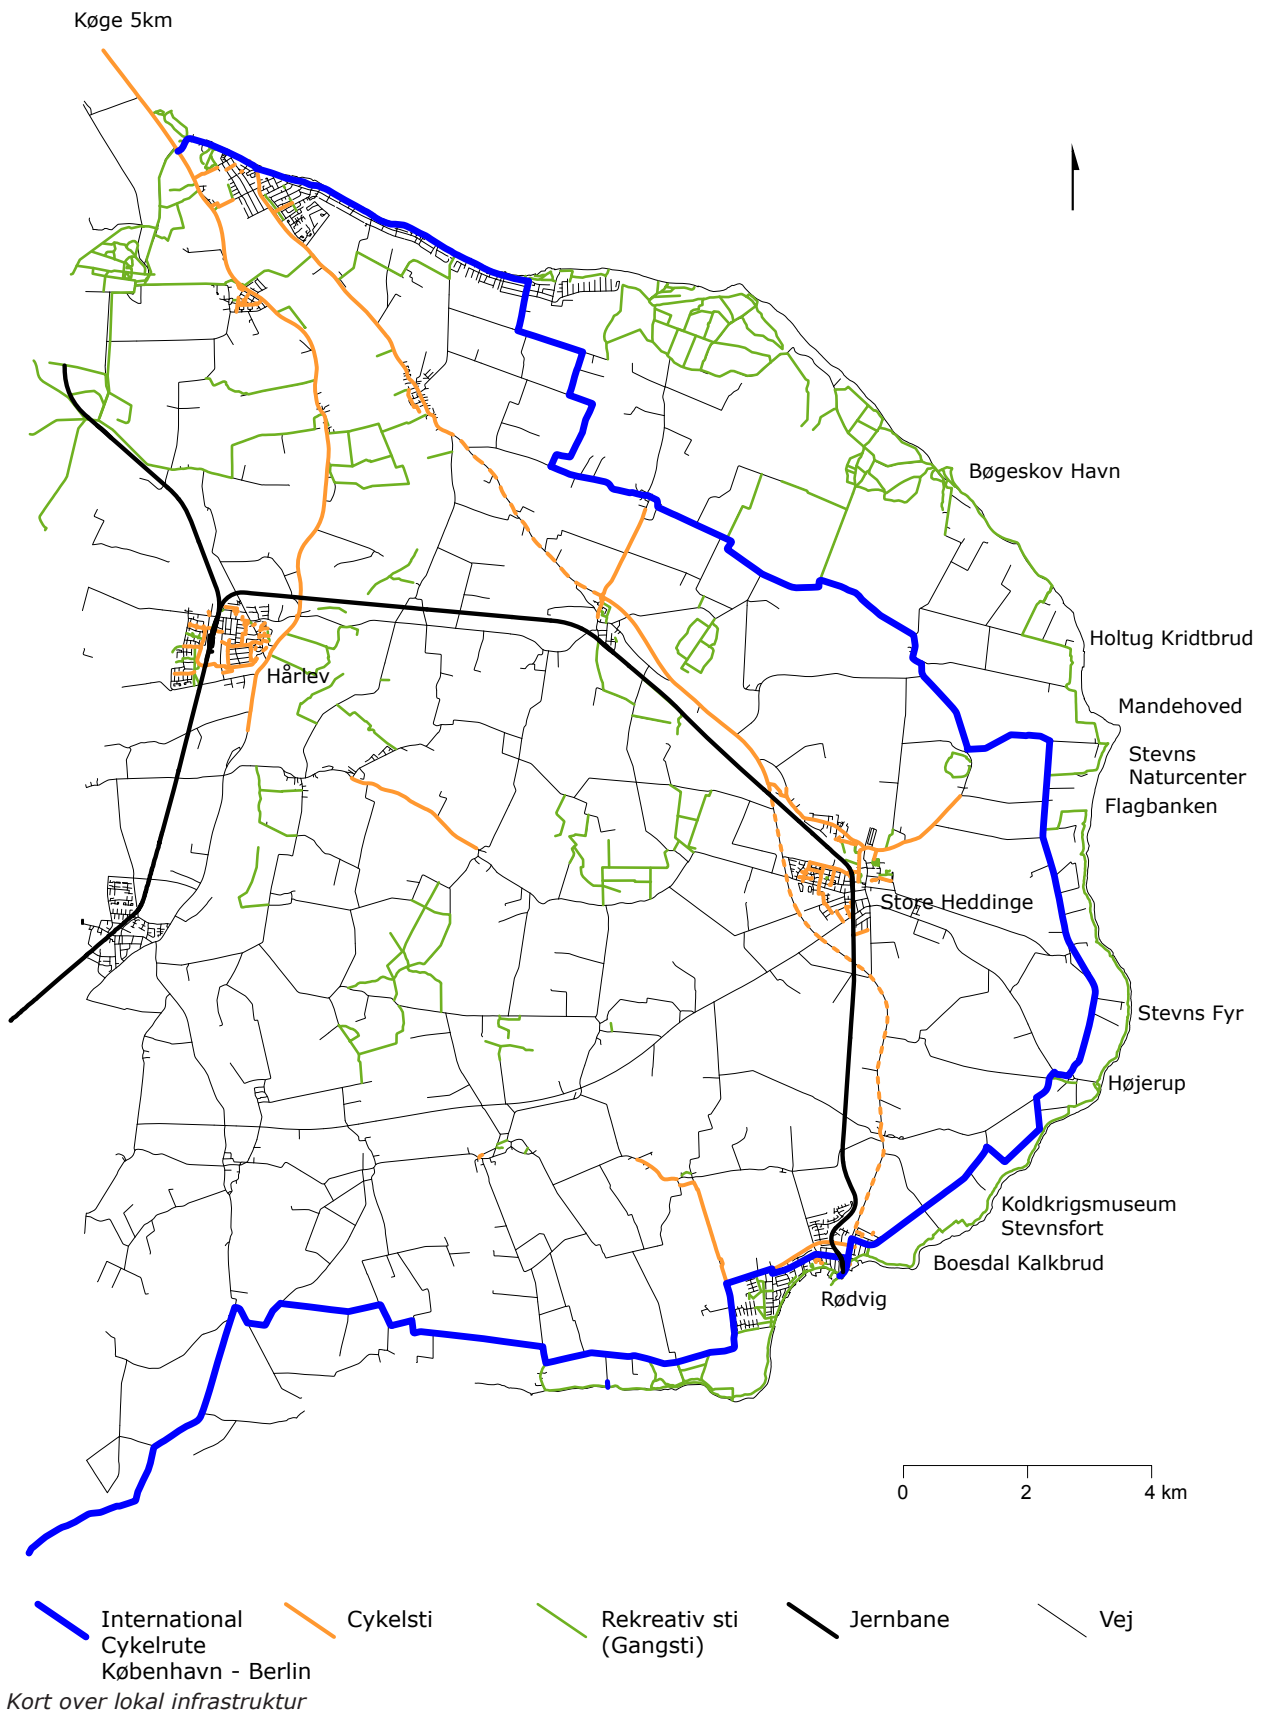 Køge 5km
Bøgeskov Havn
Holtug Kridtbrud
Hårlev
Mandehoved
Stevns
Naturcenter
Flagbanken
Store Heddinge
Stevns Fyr
Højerup
Koldkrigsmuseum
Stevnsfort
Boesdal Kalkbrud
Rødvig
0 2 4 km
International
Cykelrute
København - Berlin
Cykelsti
Rekreativ sti
(Gangsti)
Jernbane
Vej
Kort over lokal infrastruktur